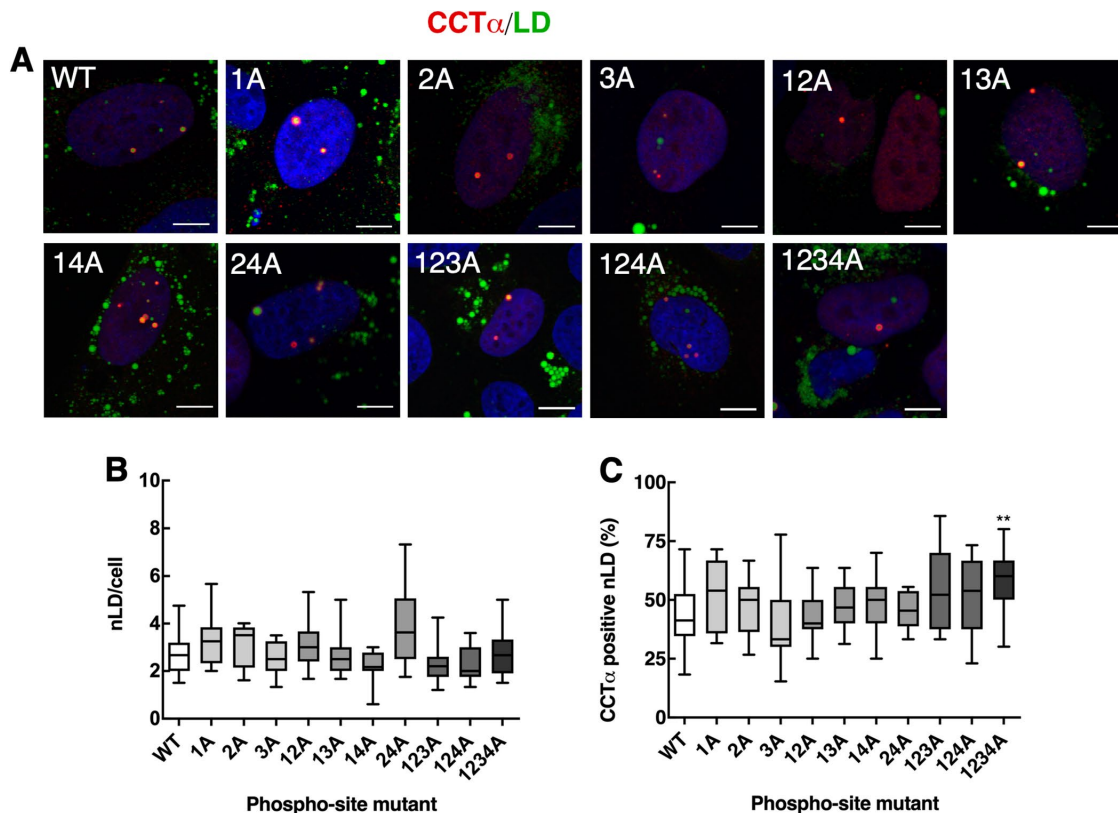 CCTα/LD
A
WT
1A
2A
3A
12A
13A
14A
24A
123A
124A
1234A
B
nLD/cell
10
8
6
4
2
0
WT
1A
2A
3A
12A
13A
14A
24A
123A
124A
1234A
Phospho-site mutant
C
CCTα positive nLD (%)
100
75
50
25
0
**
WT
1A
2A
3A
12A
13A
14A
24A
123A
124A
1234A
Phospho-site mutant